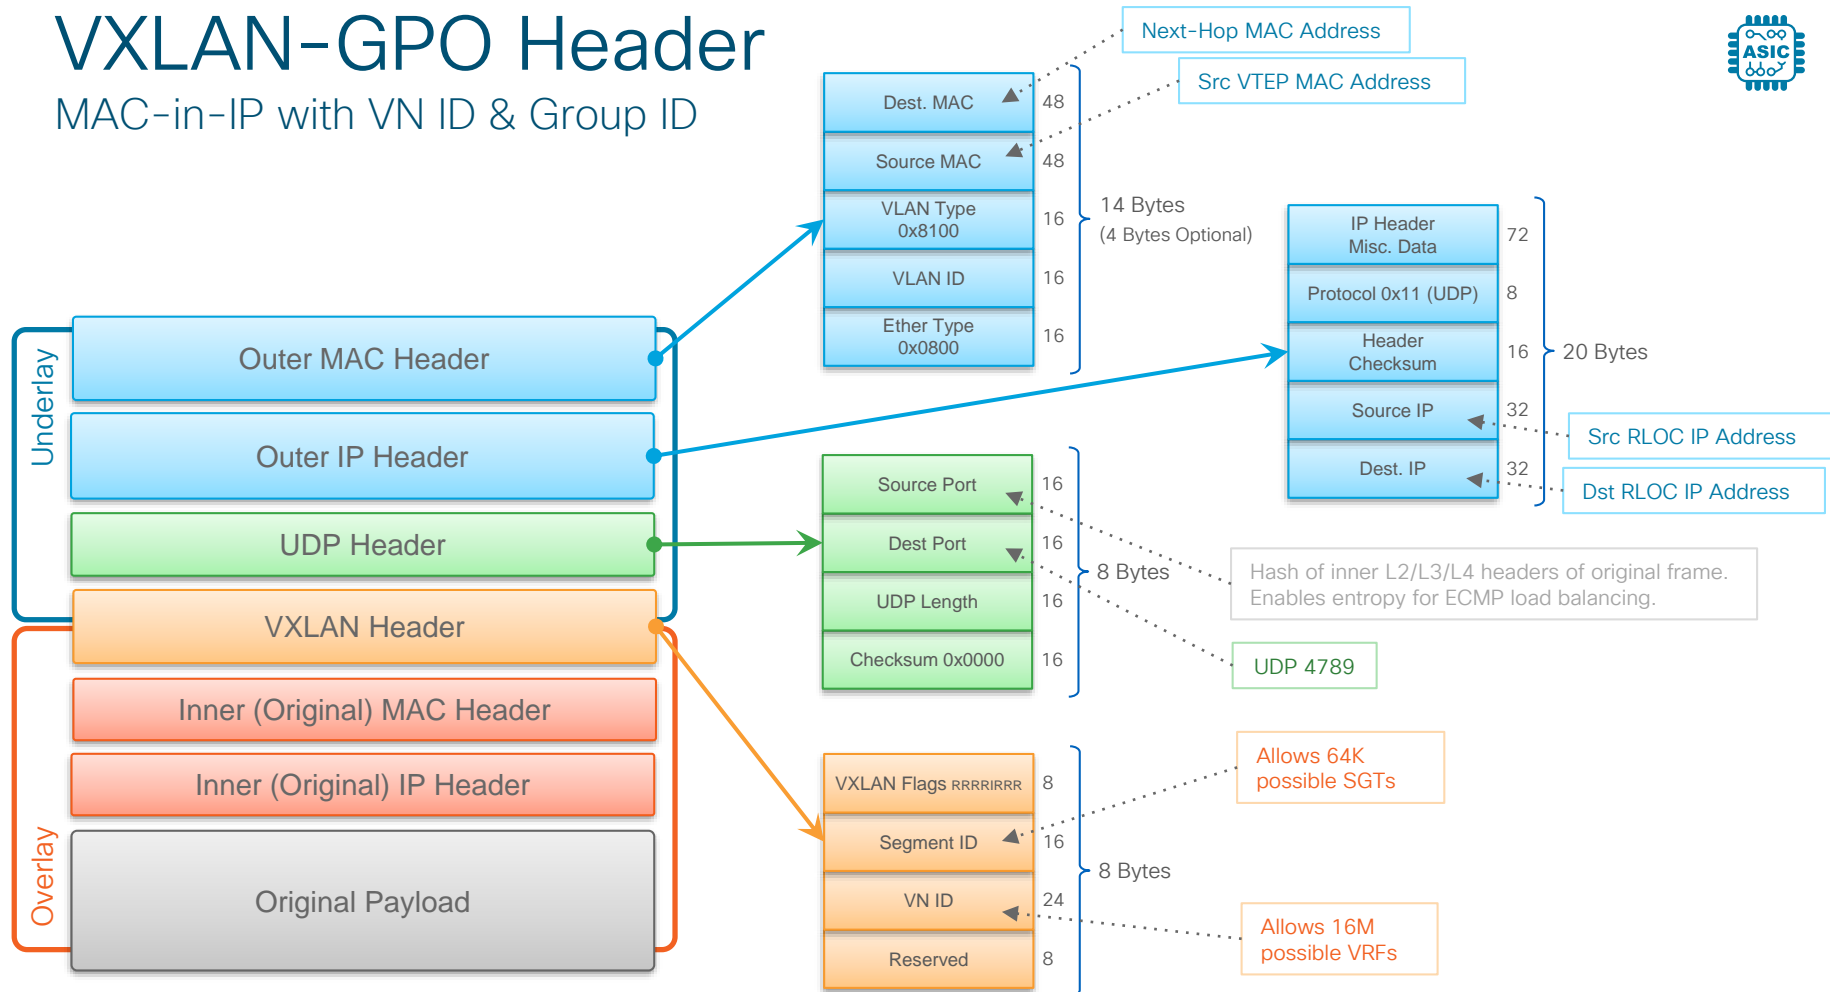 VXLAN-GPO Header
MAC-in-IP with VN ID & Group ID
ASIC
Next-Hop MAC Address
Src VTEP MAC Address
Dest. MAC
48
Source MAC
48
VLAN Type
0x8100
16
VLAN ID
16
Ether Type
0x0800
16
14 Bytes
(4 Bytes Optional)
IP Header
Misc. Data
72
Protocol 0x11 (UDP)
8
Header
Checksum
16
Source IP
32
Dest. IP
32
20 Bytes
Src RLOC IP Address
Dst RLOC IP Address
Underlay
Outer MAC Header
Outer IP Header
UDP Header
VXLAN Header
Overlay
Inner (Original) MAC Header
Inner (Original) IP Header
Original Payload
Source Port
16
Dest Port
16
UDP Length
16
Checksum 0x0000
16
8 Bytes
Hash of inner L2/L3/L4 headers of original frame.
Enables entropy for ECMP load balancing.
UDP 4789
VXLAN Flags RRRRIRRR
8
Segment ID
16
VN ID
24
Reserved
8
8 Bytes
Allows 64K
possible SGTs
Allows 16M
possible VRFs